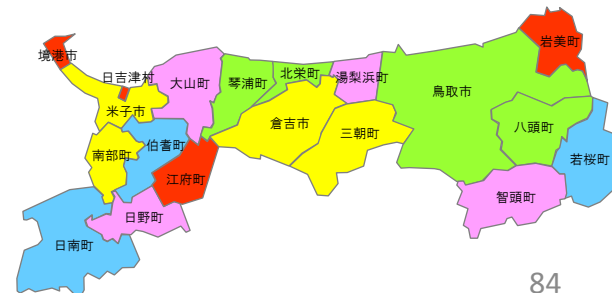 岩美町
境港市
日吉津村
大山町
琴浦町
北栄町
湯梨浜町
鳥取市
米子市
倉吉市
三朝町
八頭町
南部町
伯耆町
若桜町
江府町
智頭町
日野町
日南町
84